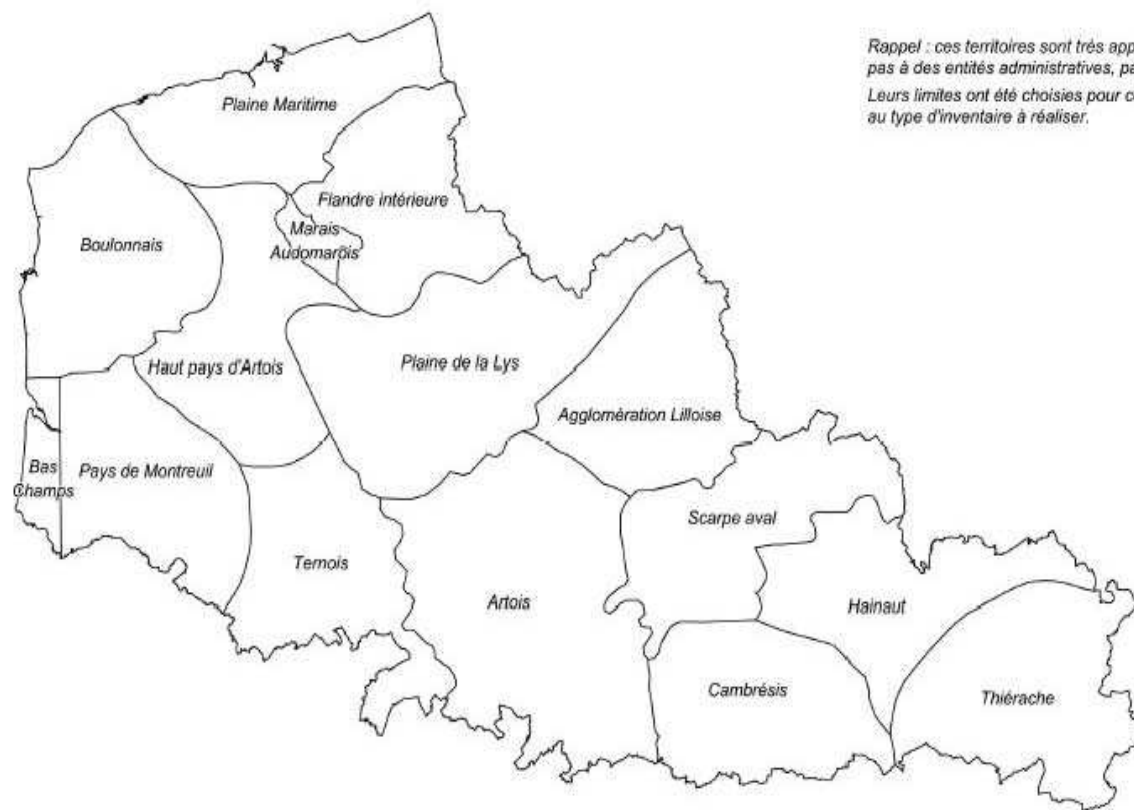 Rappel : ces territoires sont très app
pas à des entités administratives, pa
Leurs limites ont été choisies pour c
au type d'inventaire à réaliser.
Plaine Maritime
Flandre intérieure
Marais
Audomarois
Boulonnais
Haut pays d'Artois
Plaine de la Lys
Agglomération Lilloise
Bas
Champs
Pays de Montreuil
Scarpe aval
Ternois
Artois
Hainaut
Cambrésis
Thiérache